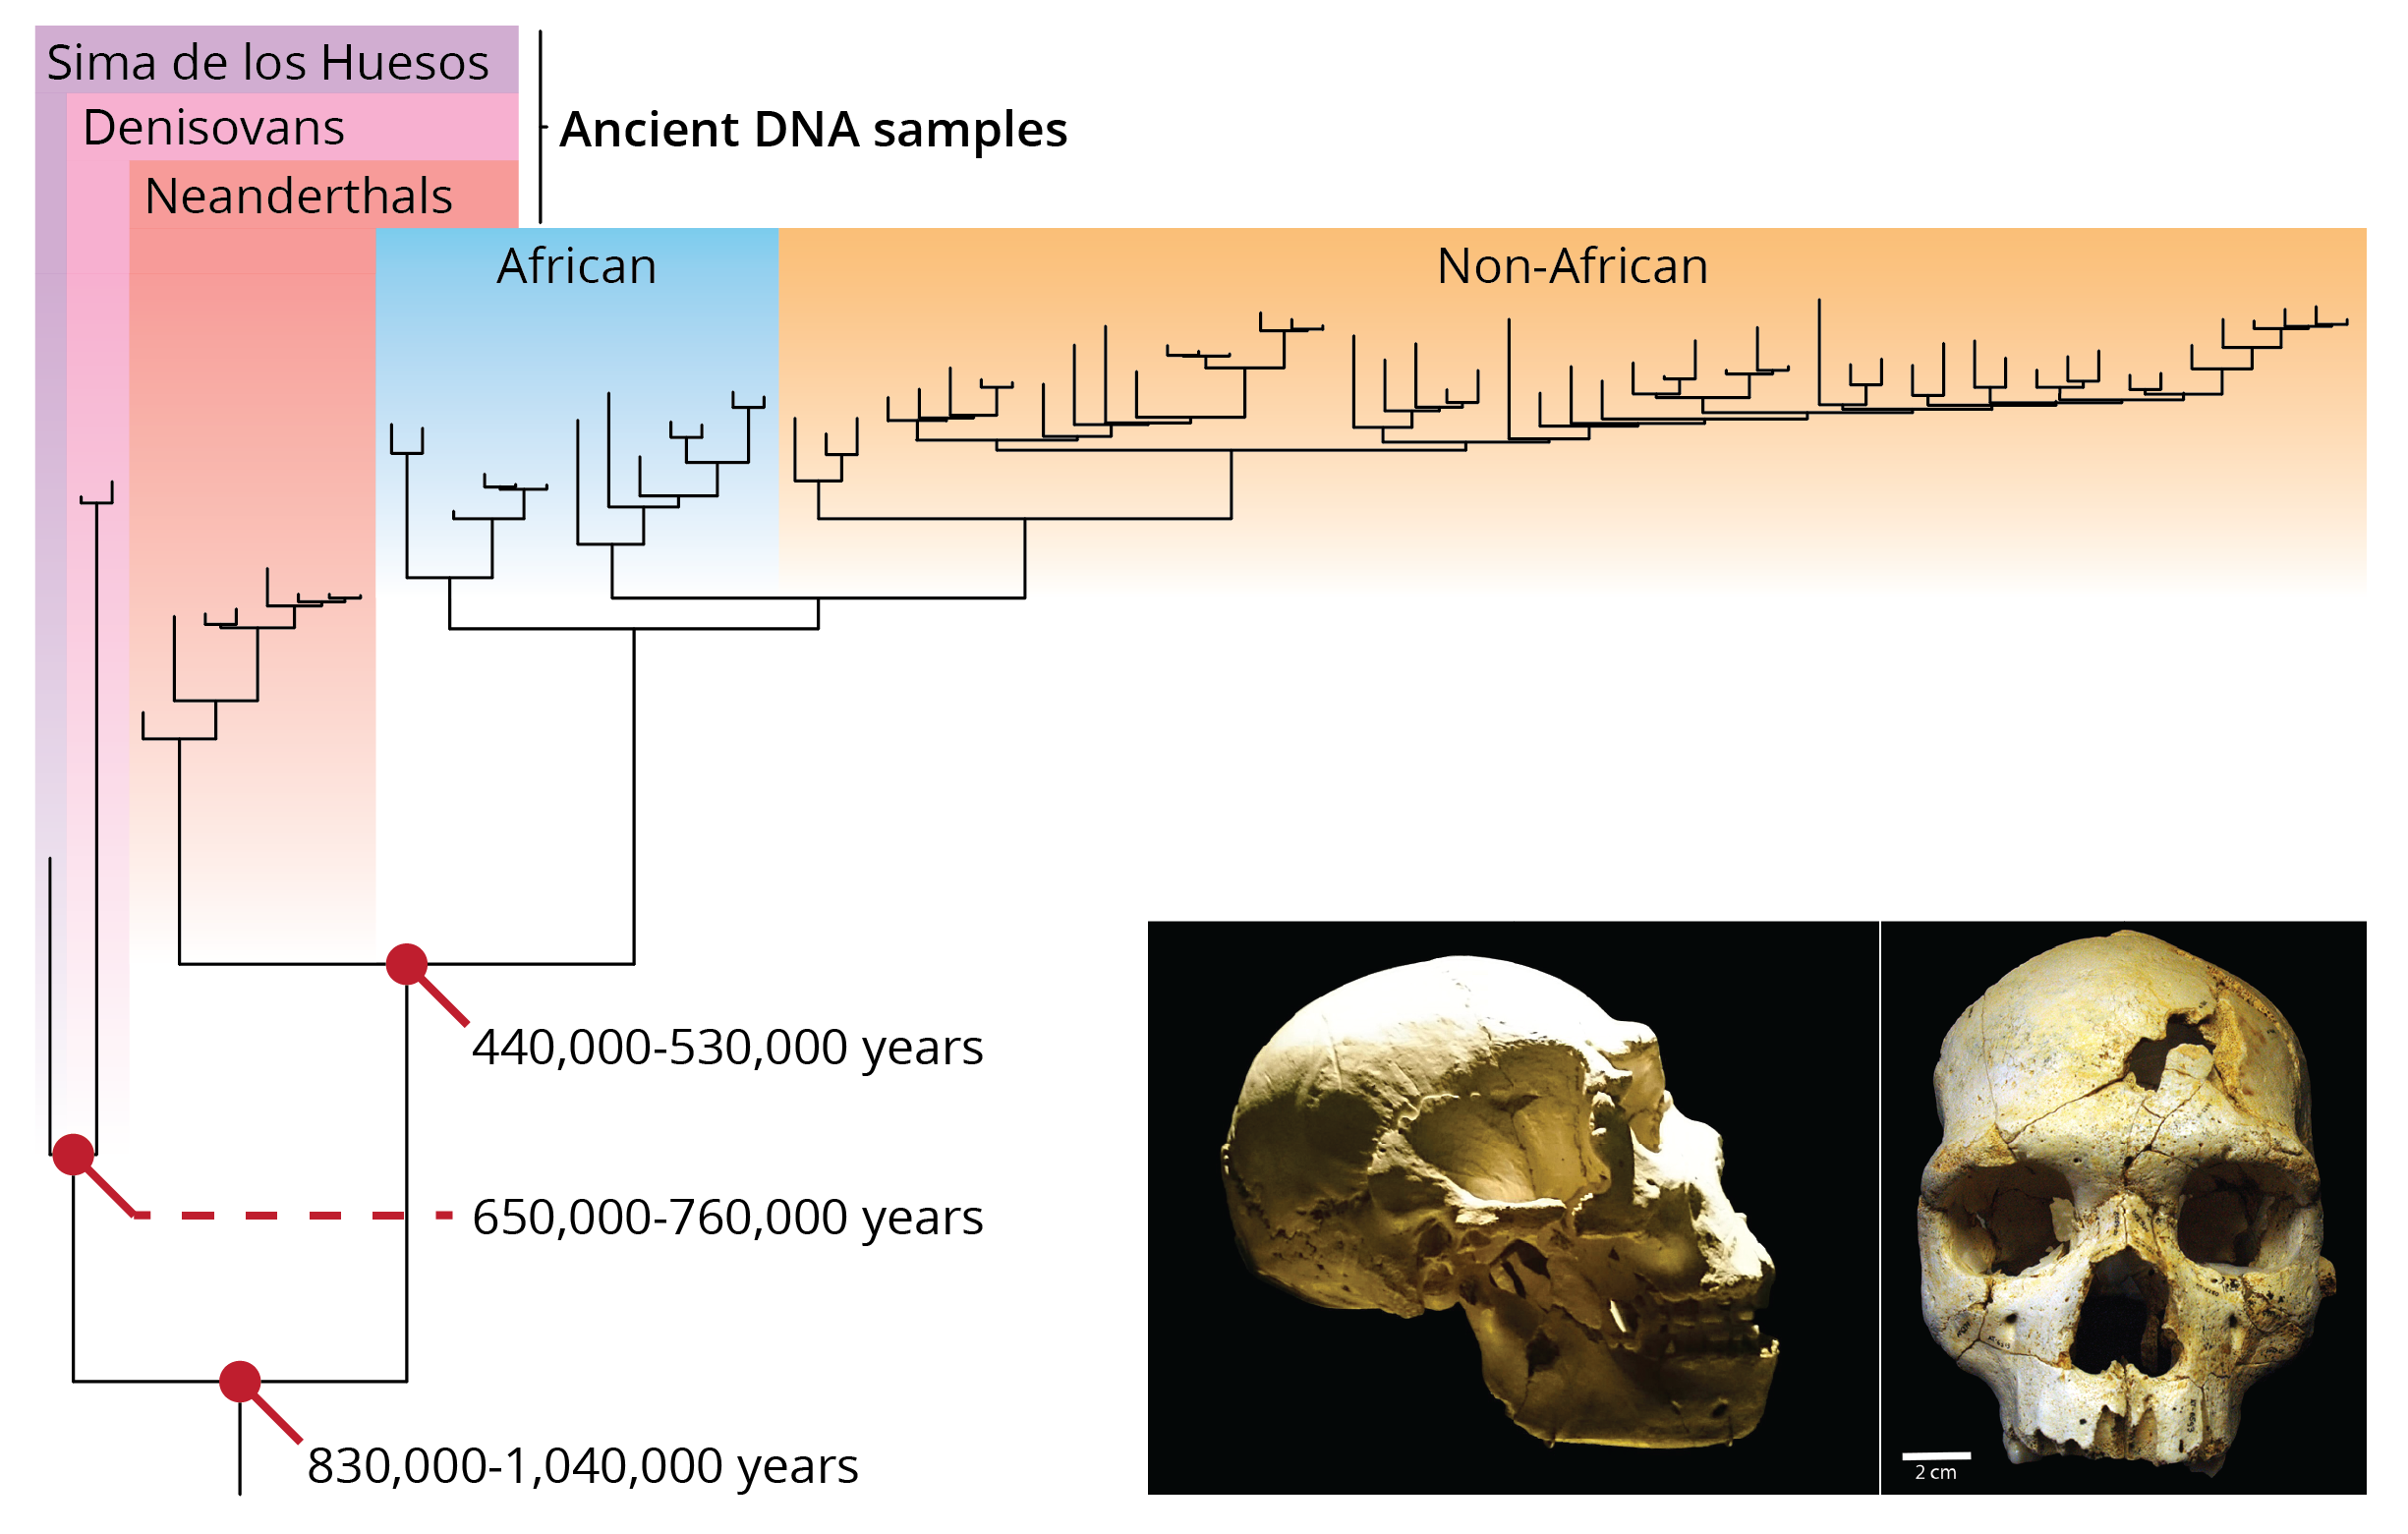 Sima de los Huesos
Denisovans
Neanderthals
Ancient DNA samples
African
Non-African
440,000-530,000 years
650,000-760,000 years
830,000-1,040,000 years
2 cm